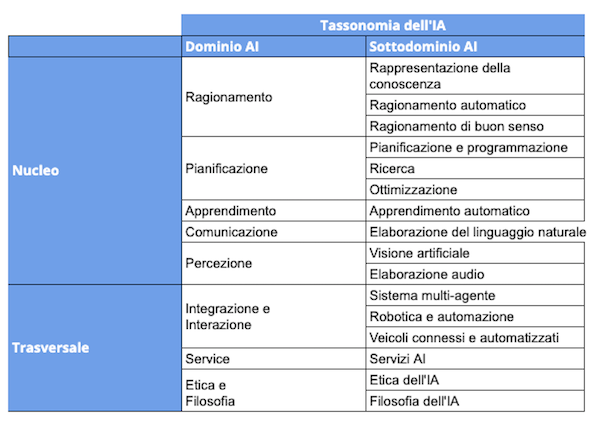 Tassonomia dell'IA
Dominio AI
Sottodominio AI
Nucleo
Ragionamento
Rappresentazione della
conoscenza
Ragionamento automatico
Ragionamento di buon senso
Pianificazione
Pianificazione e programmazione
Ricerca
Ottimizzazione
Apprendimento
Apprendimento automatico
Comunicazione
Elaborazione del linguaggio naturale
Percezione
Visione artificiale
Elaborazione audio
Trasversale
Integrazione e
Interazione
Sistema multi-agente
Robotica e automazione
Veicoli connessi e automatizzati
Service
Servizi AI
Etica e
Filosofia
Etica dell'IA
Filosofia dell'IA